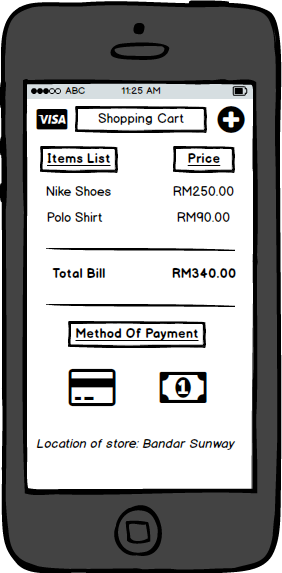 ABC 11:25 AM
VISA Shopping Cart
Items List Price
Nike Shoes RM250.00
Polo Shirt RM90.00
Total Bill RM340.00
Method Of Payment
1
Location of store: Bandar Sunway